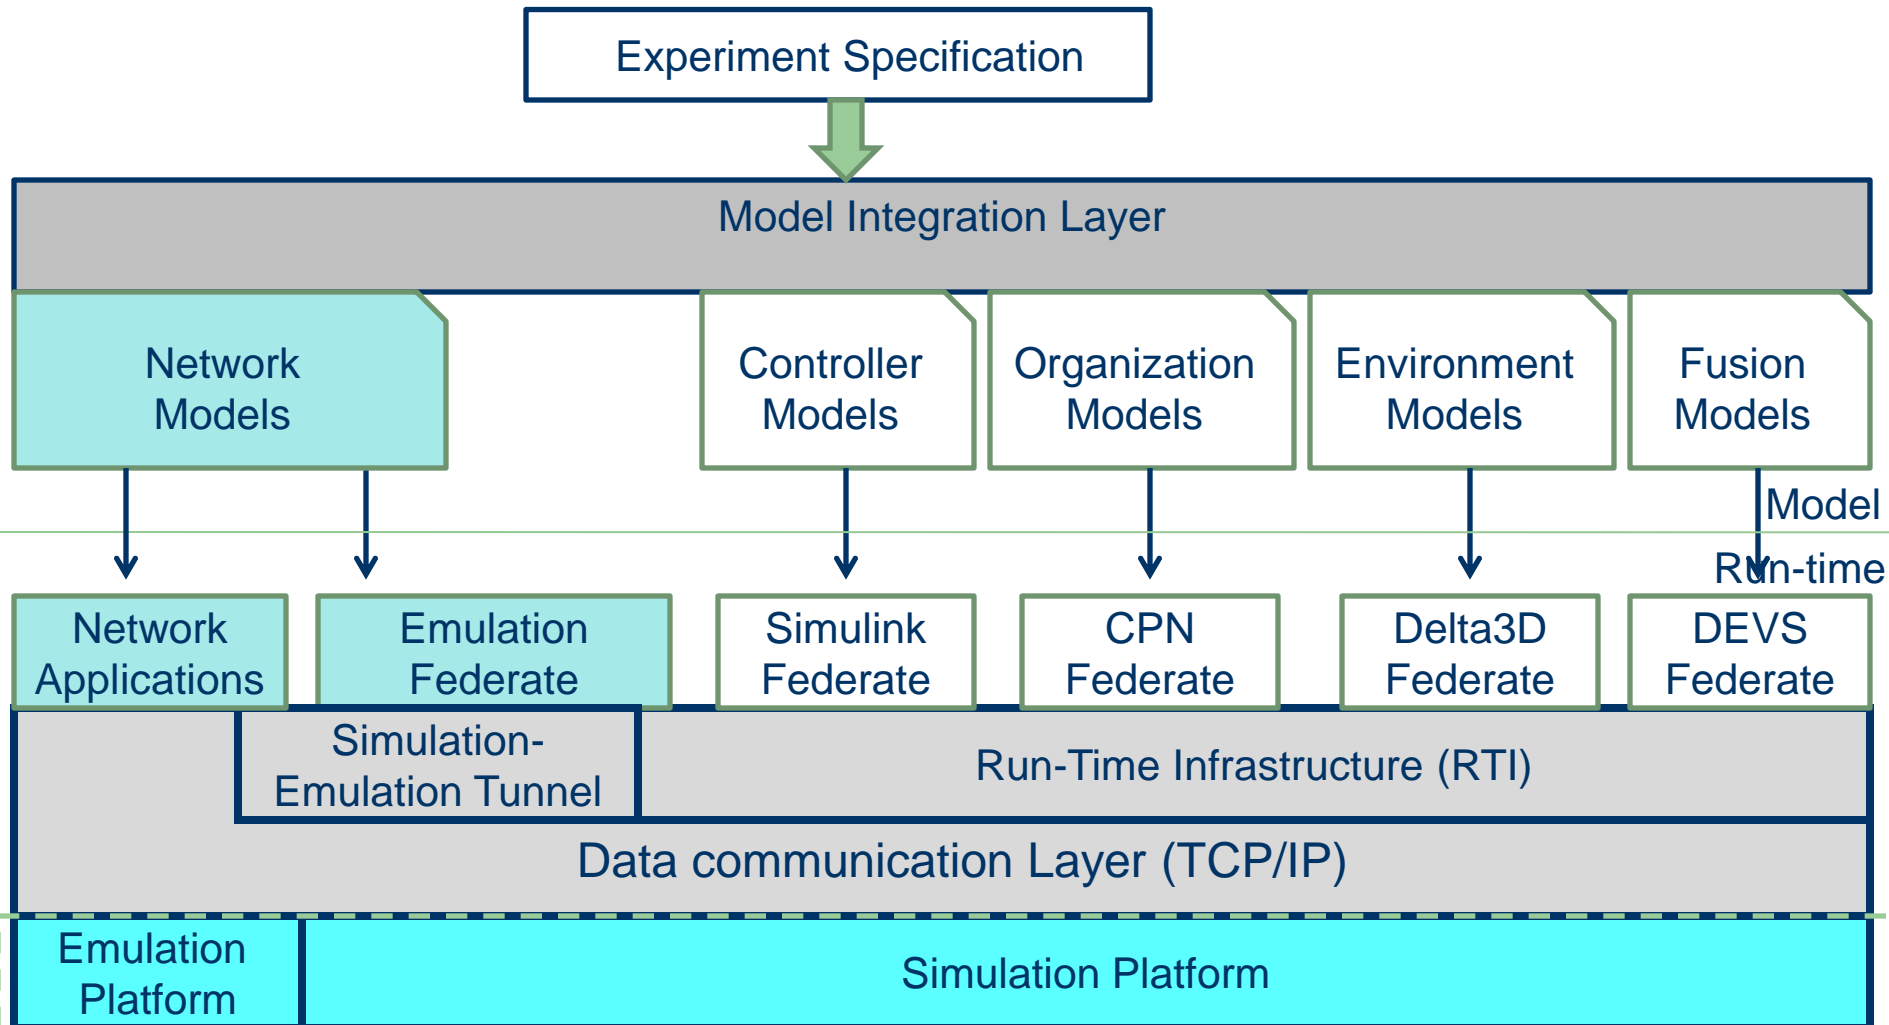 Experiment Specification
Model Integration Layer
Network
Models
Controller
Models
Organization
Models
Environment
Models
Fusion
Models
Model
Run-time
Network
Applications
Emulation
Federate
Simulink
Federate
CPN
Federate
Delta3D
Federate
DEVS
Federate
Simulation-
Emulation Tunnel
Run-Time Infrastructure (RTI)
Data communication Layer (TCP/IP)
Emulation
Platform
Simulation Platform